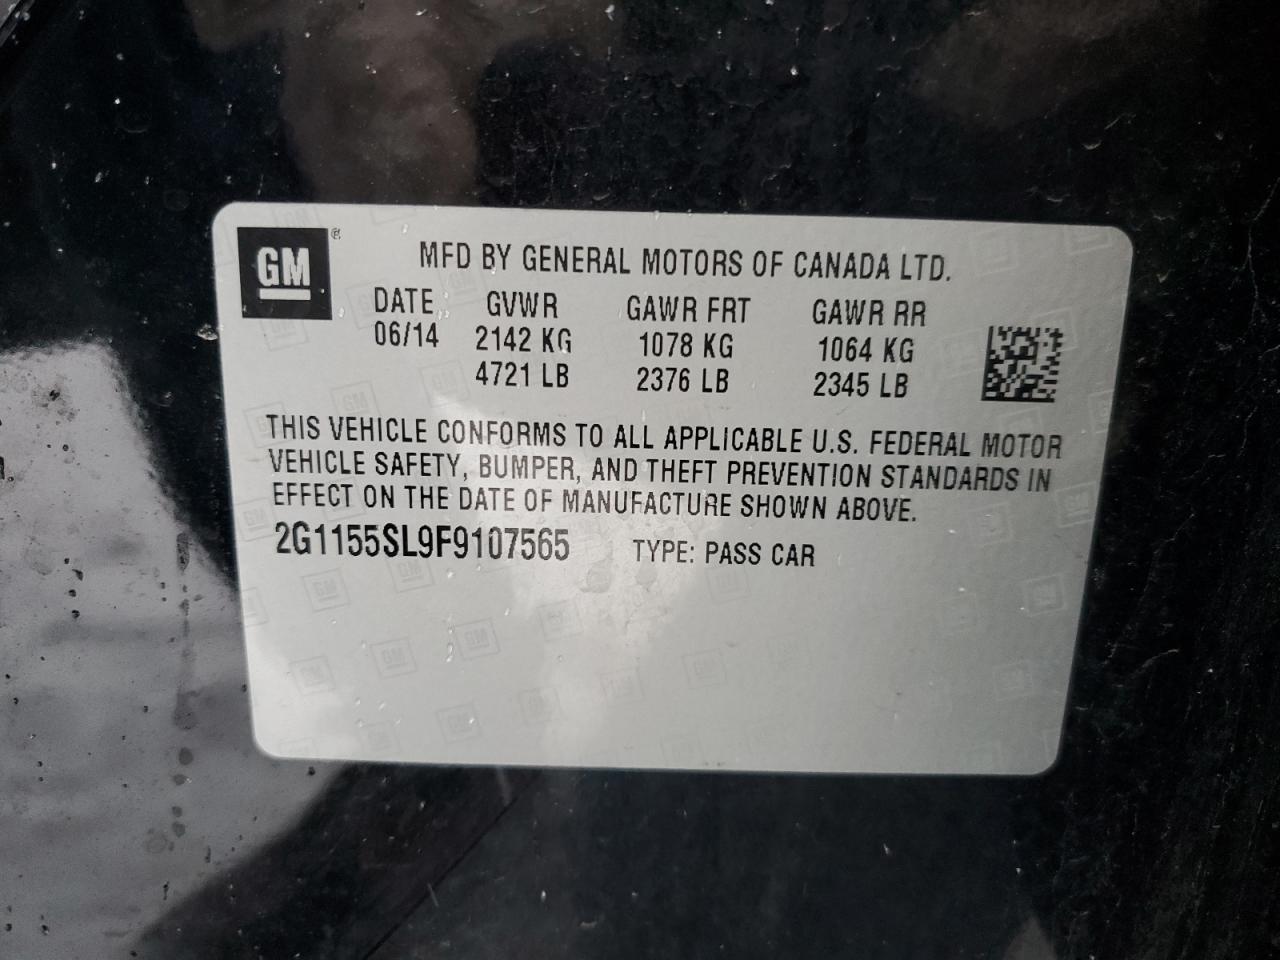 GM ®
MFD BY GENERAL MOTORS OF CANADA LTD.
DATE GVWR GAWR FRT GAWR RR
06/14 2142 KG 1078 KG 1064 KG
4721 LB 2376 LB 2345 LB
THIS VEHICLE CONFORMS TO ALL APPLICABLE U.S. FEDERAL MOTOR
VEHICLE SAFETY, BUMPER, AND THEFT PREVENTION STANDARDS IN
EFFECT ON THE DATE OF MANUFACTURE SHOWN ABOVE.
2G1155SL9F9107565 TYPE: PASS CAR